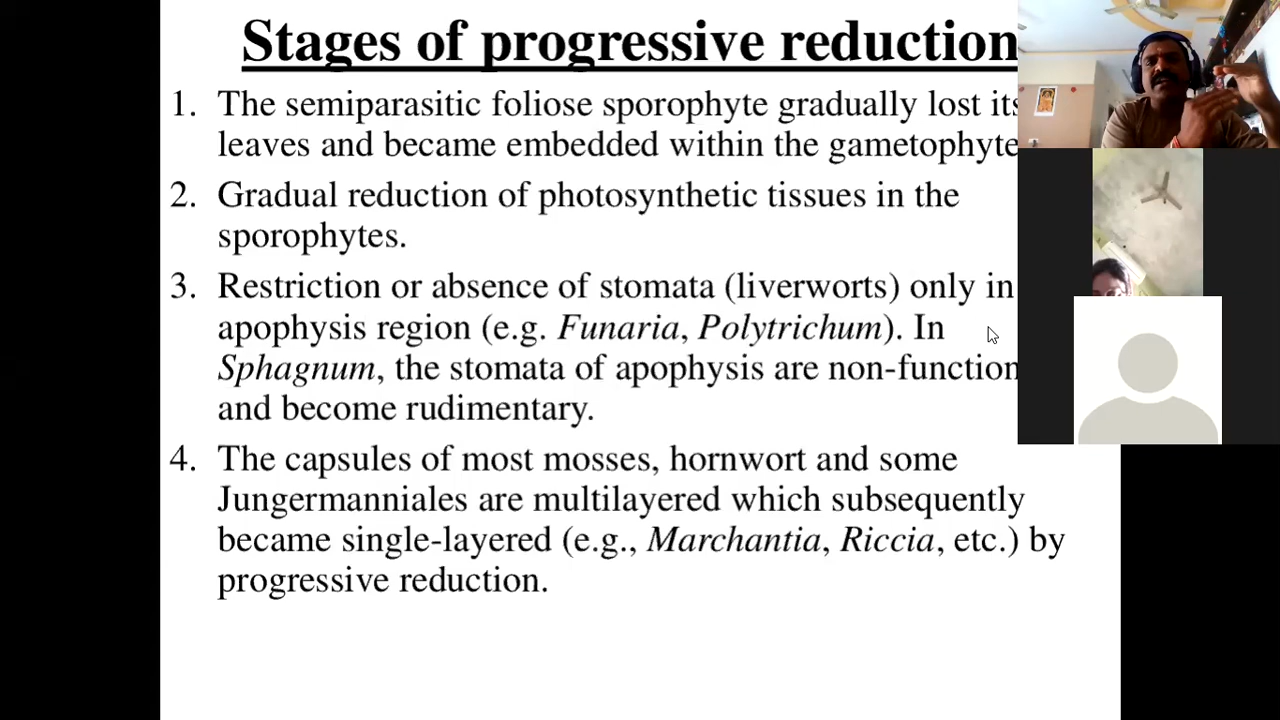 Stages of progressive reduction
1. The semiparasitic foliose sporophyte gradually lost its
leaves and became embedded within the gametophyte
2. Gradual reduction of photosynthetic tissues in the
sporophytes.
3. Restriction or absence of stomata (liverworts) only in
apophysis region (e.g. Funaria, Polytrichum). In
Sphagnum, the stomata of apophysis are non-function
and become rudimentary.
4. The capsules of most mosses, hornwort and some
Jungermanniales are multilayered which subsequently
became single-layered (e.g., Marchantia, Riccia, etc.) by
progressive reduction.